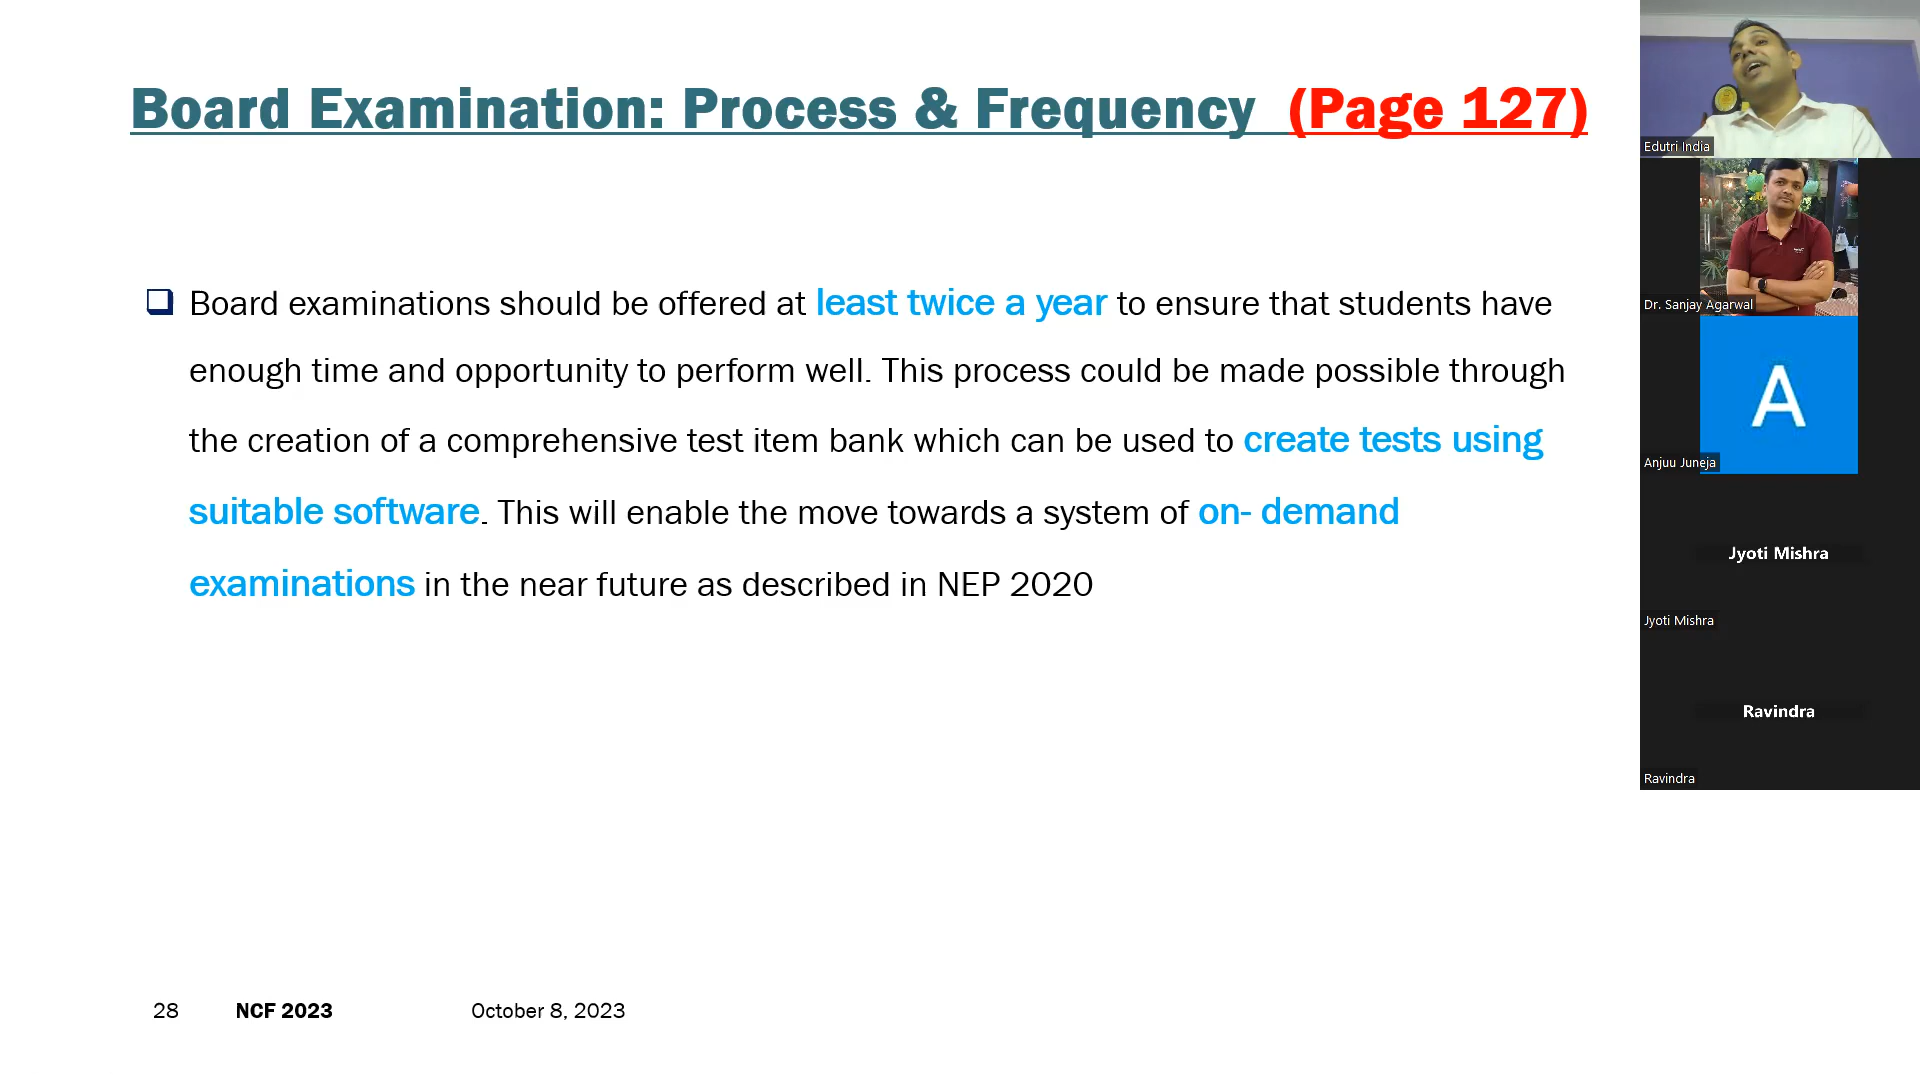 Board Examination: Process & Frequency (Page 127)
Board examinations should be offered at least twice a year to ensure that students have
enough time and opportunity to perform well. This process could be made possible through
the creation of a comprehensive test item bank which can be used to create tests using
suitable software. This will enable the move towards a system of on- demand
examinations in the near future as described in NEP 2020
28 NCF 2023 October 8, 2023
Edutri India
Dr. Sanjay Agarwal
A
Anjuu Juneja
Jyoti Mishra
Jyoti Mishra
Ravindra
Ravindra